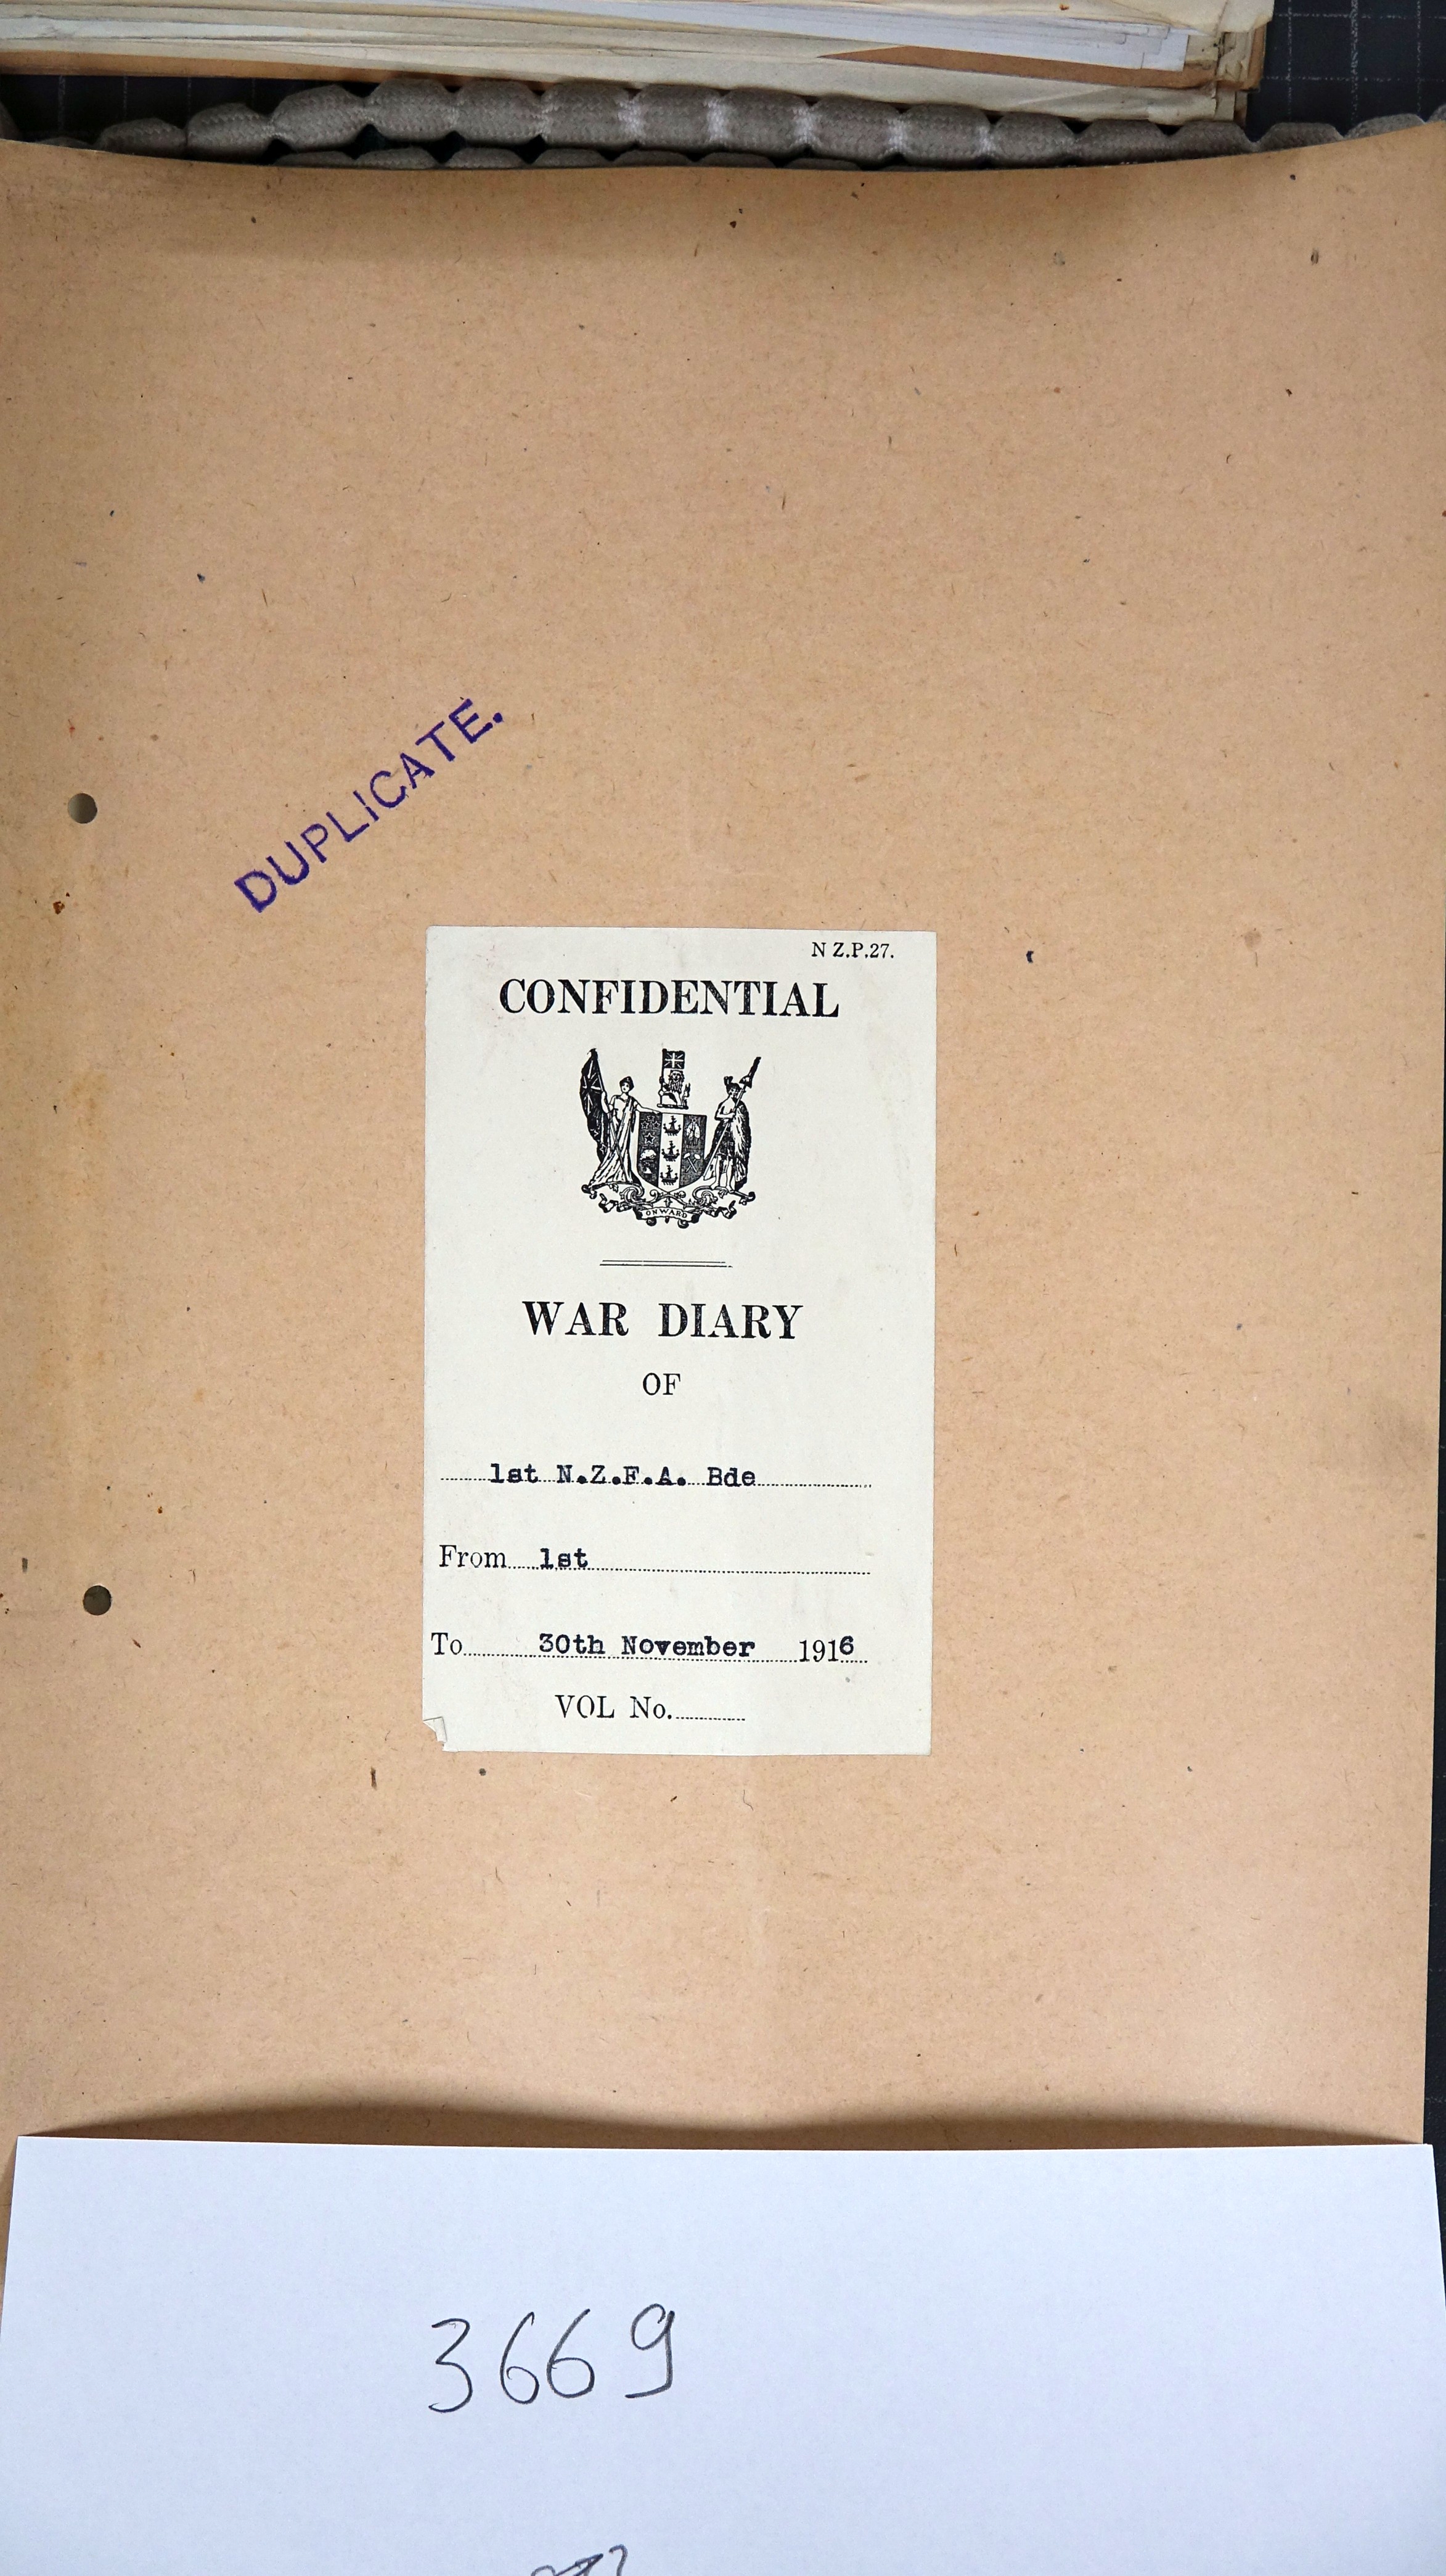 DUPLICATE.
N Z.P.27.
CONFIDENTIAL
ONWARD
WAR DIARY
OF
1st N.Z.F.A. Bde
From 1st
To 30th November 1916
VOL No.
3669